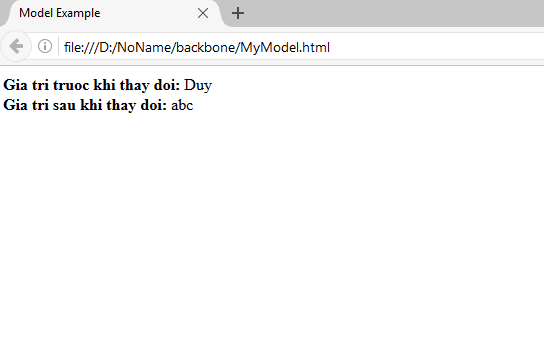 Model Example
file:///D:/NoName/backbone/MyModel.html
Gia tri truoc khi thay doi: Duy
Gia tri sau khi thay doi: abc